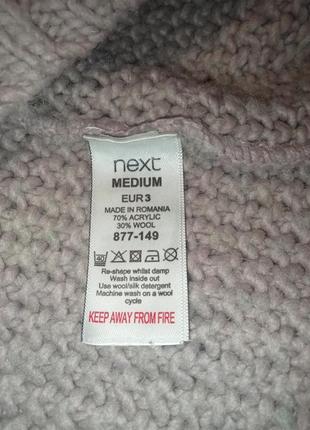 next
MEDIUM
EUR 3
MADE IN ROMANIA
70% ACRYLIC
30% WOOL
877-149
40
Re-shape whilst damp
Wash inside out
Use wool/silk detergent
Machine wash on a wool
cycle
KEEP AWAY FROM FIRE